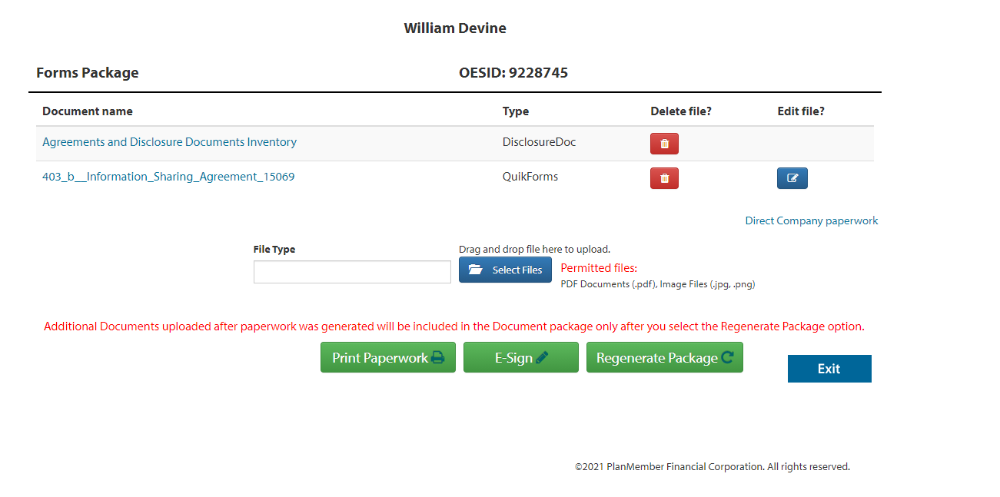 William Devine
Forms Package OESID: 9228745
Document name Type Delete file? Edit file?
Agreements and Disclosure Documents Inventory DisclosureDoc
403_b__Information_Sharing_Agreement_15069 QuikForms
Direct Company paperwork
File Type Drag and drop file here to upload.
Select Files Permitted files:
PDF Documents (.pdf), Image Files (.jpg, .png)
Additional Documents uploaded after paperwork was generated will be included in the Document package only after you select the Regenerate Package option.
Print Paperwork E-Sign Regenerate Package
Exit
©2021 PlanMember Financial Corporation. All rights reserved.